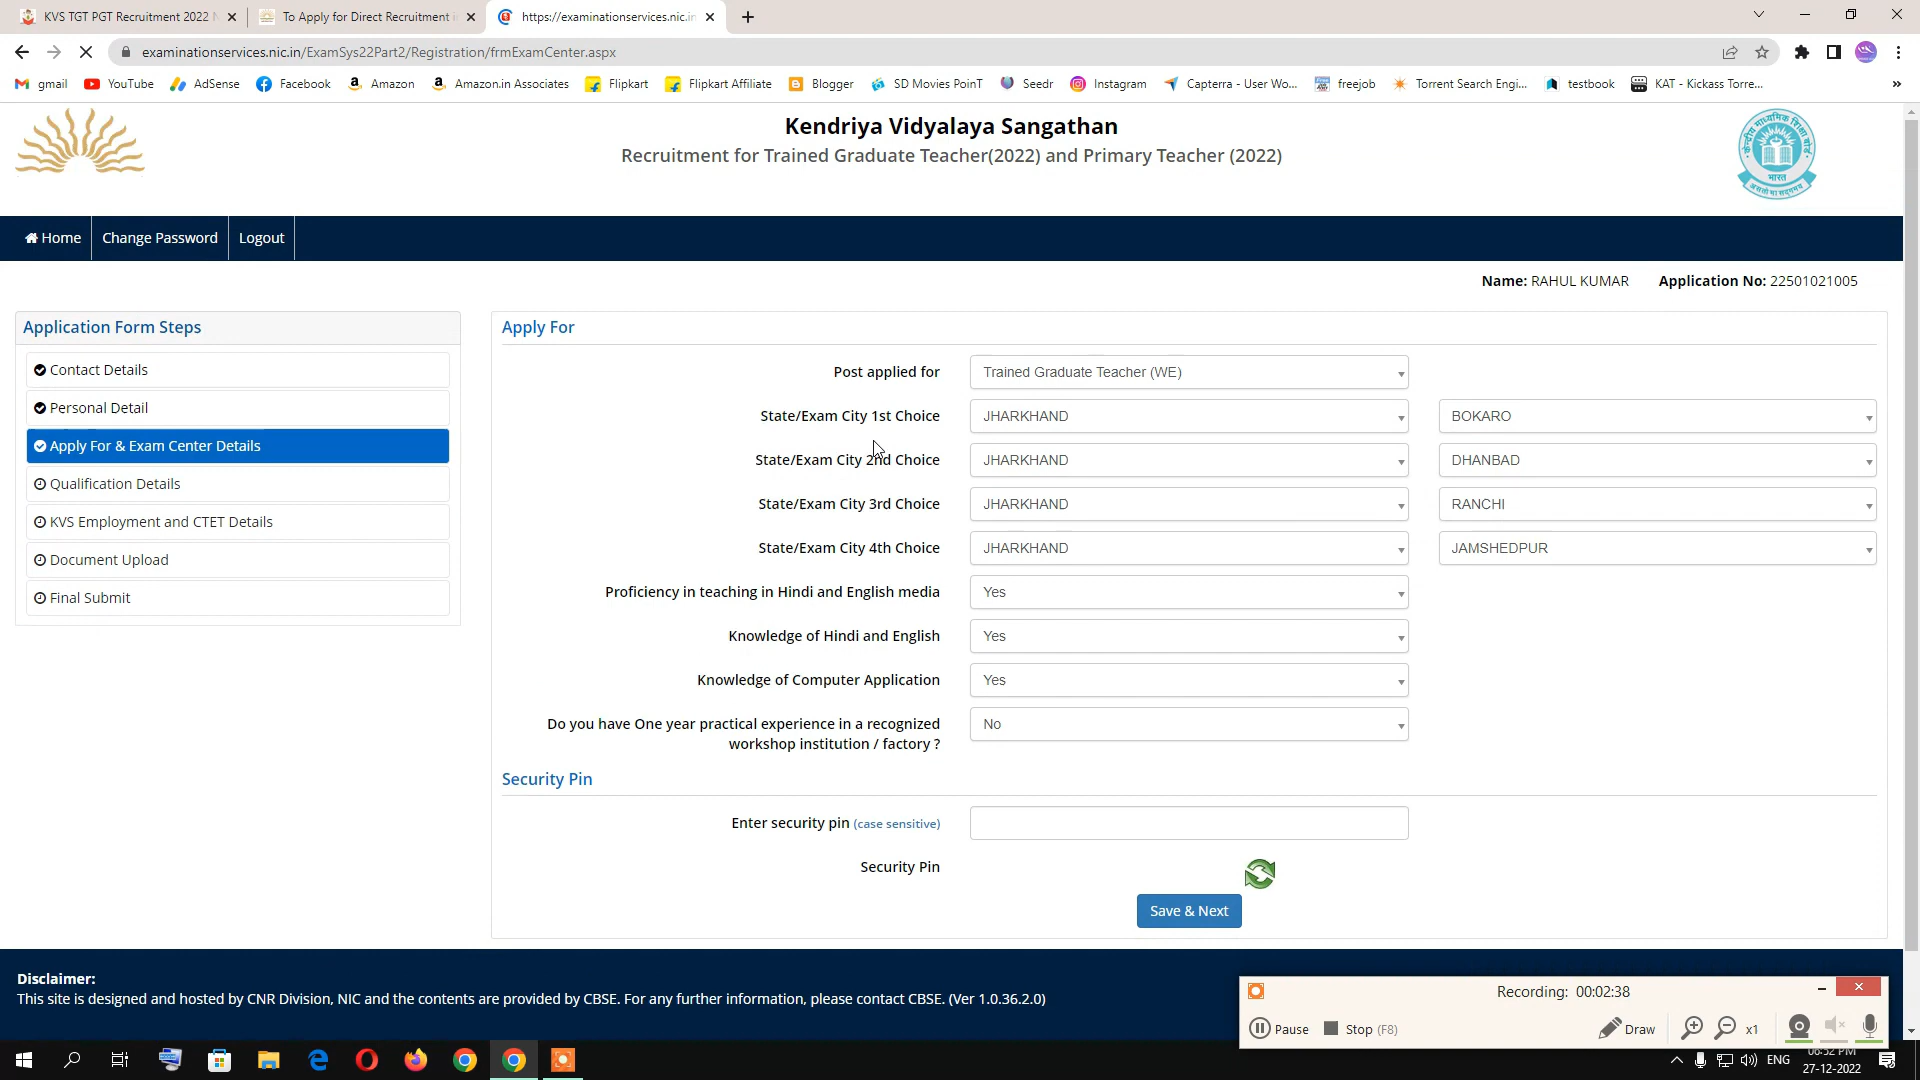 KVS TGT PGT Recruitment 2022 N
To Apply for Direct Recruitment i
https://examinationservices.nic.in
examinationservices.nic.in/ExamSys22Part2/Registration/frmExamCenter.aspx
gmail YouTube AdSense Facebook Amazon Amazon.in Associates Flipkart Flipkart Affiliate Blogger SD Movies PoinT Seedr Instagram Capterra - User Wo... freejob Torrent Search Engi... testbook KAT - Kickass Torre...
Kendriya Vidyalaya Sangathan
Recruitment for Trained Graduate Teacher(2022) and Primary Teacher (2022)
भारत
Home Change Password Logout
Name: RAHUL KUMAR Application No: 22501021005
Application Form Steps
Contact Details
Personal Detail
Apply For & Exam Center Details
Qualification Details
KVS Employment and CTET Details
Document Upload
Final Submit
Apply For
Post applied for Trained Graduate Teacher (WE)
State/Exam City 1st Choice JHARKHAND BOKARO
State/Exam City 2nd Choice JHARKHAND DHANBAD
State/Exam City 3rd Choice JHARKHAND RANCHI
State/Exam City 4th Choice JHARKHAND JAMSHEDPUR
Proficiency in teaching in Hindi and English media Yes
Knowledge of Hindi and English Yes
Knowledge of Computer Application Yes
Do you have One year practical experience in a recognized No
workshop institution / factory ?
Security Pin
Enter security pin (case sensitive)
Security Pin
Save & Next
Disclaimer:
This site is designed and hosted by CNR Division, NIC and the contents are provided by CBSE. For any further information, please contact CBSE. (Ver 1.0.36.2.0)
Recording: 00:02:38
Pause Stop (F8) Draw x1
ENG
06:52 PM
27-12-2022